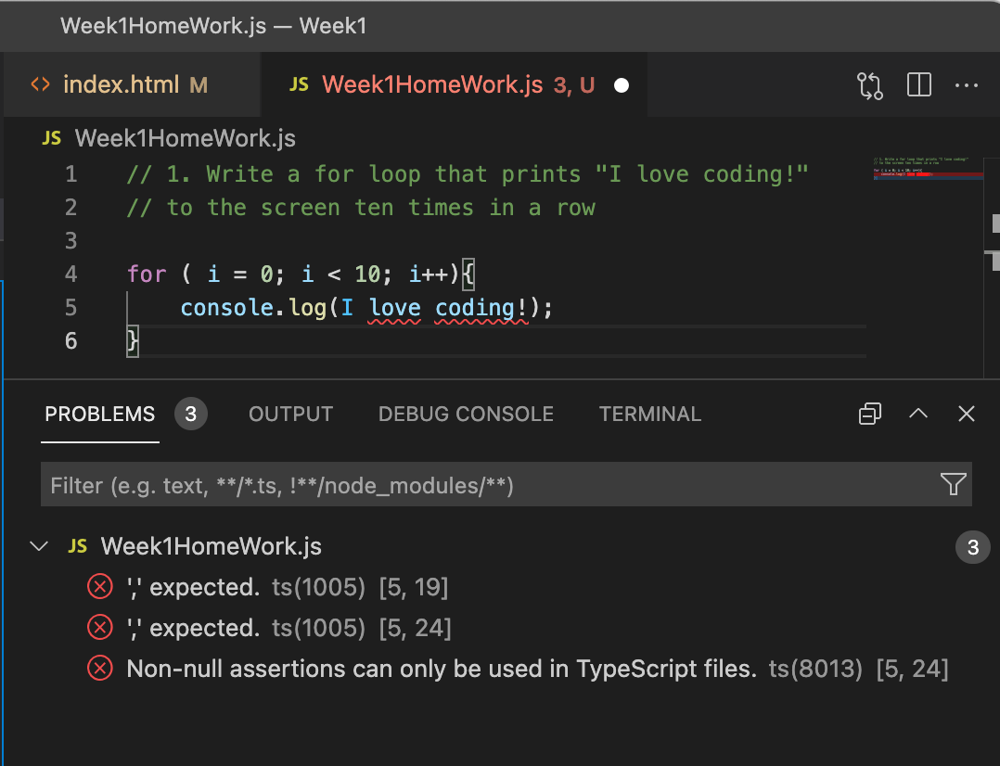 Week1HomeWork.js — Week1
<> index.html M JS Week1HomeWork.js 3, U
JS Week1HomeWork.js
1 // 1. Write a for loop that prints "I love coding!"
2 // to the screen ten times in a row
3
4 for ( i = 0; i < 10; i++){
5 console.log(I love coding!);
6 }
PROBLEMS 3 OUTPUT DEBUG CONSOLE TERMINAL
Filter (e.g. text, **/*.ts, !**/node_modules/**)
JS Week1HomeWork.js 3
',' expected. ts(1005) [5, 19]
',' expected. ts(1005) [5, 24]
Non-null assertions can only be used in TypeScript files. ts(8013) [5, 24]